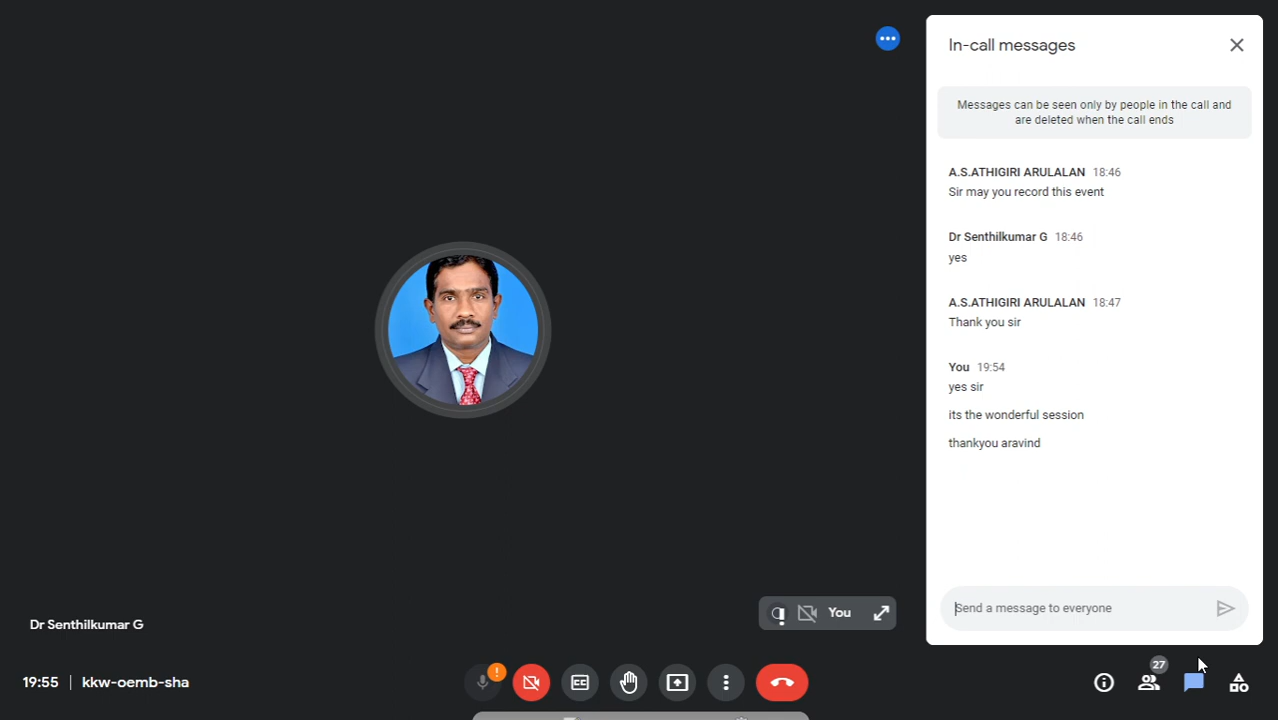 In-call messages
Messages can be seen only by people in the call and
are deleted when the call ends
A.S.ATHIGIRI ARULALAN 18:46
Sir may you record this event
Dr Senthilkumar G 18:46
yes
A.S.ATHIGIRI ARULALAN 18:47
Thank you sir
You 19:54
yes sir
its the wonderful session
thankyou aravind
Send a message to everyone
You
Dr Senthilkumar G
19:55 | kkw-oemb-sha
!
CC
27